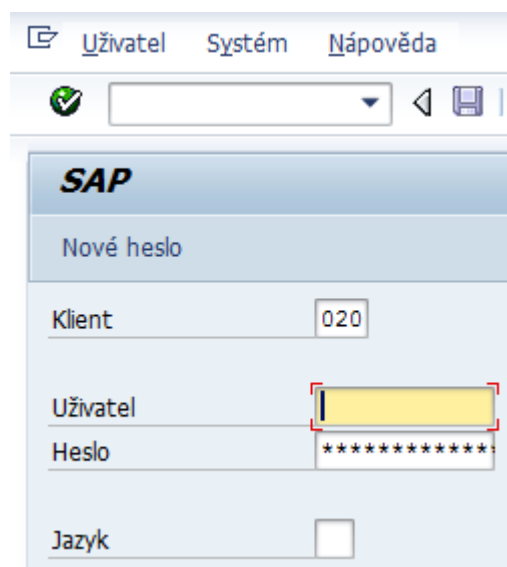 Uživatel Systém Nápověda
SAP
Nové heslo
Klient 020
Uživatel
Heslo *************
Jazyk